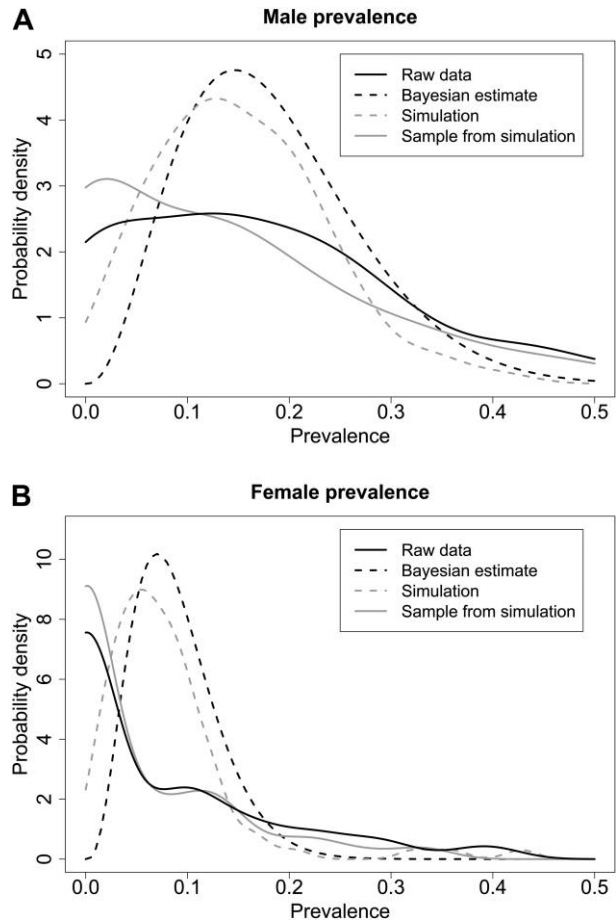 A
Male prevalence
Probability density
5
4
3
2
1
0
Raw data
Bayesian estimate
Simulation
Sample from simulation
0.0 0.1 0.2 0.3 0.4 0.5
Prevalence
B
Female prevalence
Probability density
10
8
6
4
2
0
Raw data
Bayesian estimate
Simulation
Sample from simulation
0.0 0.1 0.2 0.3 0.4 0.5
Prevalence